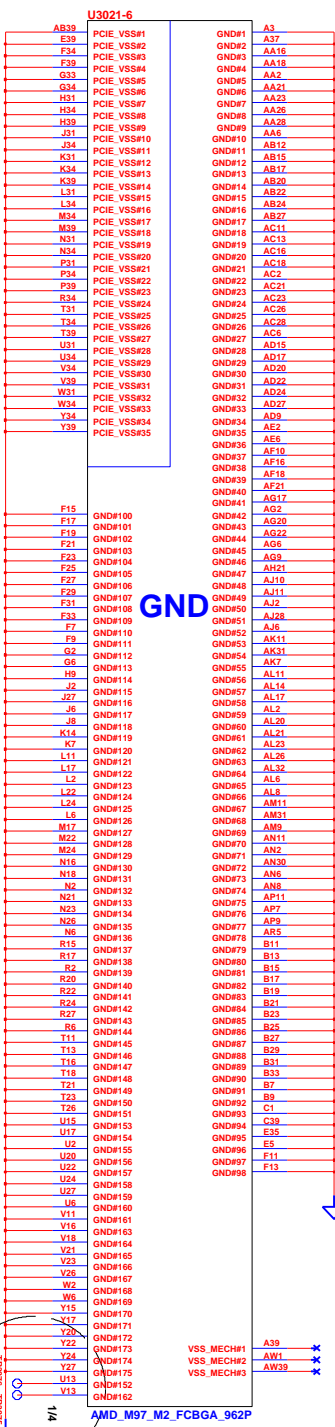 U3021-6
AB39 PCIE_VSS#1 GND#1 A3
E39 PCIE_VSS#2 GND#2 A37
F34 PCIE_VSS#3 GND#3 AA16
F39 PCIE_VSS#4 GND#4 AA18
G33 PCIE_VSS#5 GND#5 AA2
G34 PCIE_VSS#6 GND#6 AA21
H31 PCIE_VSS#7 GND#7 AA23
H34 PCIE_VSS#8 GND#8 AA26
H39 PCIE_VSS#9 GND#9 AA28
J31 PCIE_VSS#10 GND#10 AA6
J34 PCIE_VSS#11 GND#11 AB12
K31 PCIE_VSS#12 GND#12 AB15
K34 PCIE_VSS#13 GND#13 AB17
K39 PCIE_VSS#14 GND#14 AB20
L31 PCIE_VSS#15 GND#15 AB22
L34 PCIE_VSS#16 GND#16 AB24
M34 PCIE_VSS#17 GND#17 AB27
M39 PCIE_VSS#18 GND#18 AC11
N31 PCIE_VSS#19 GND#19 AC13
N34 PCIE_VSS#20 GND#20 AC16
P31 PCIE_VSS#21 GND#21 AC18
P34 PCIE_VSS#22 GND#22 AC2
P39 PCIE_VSS#23 GND#23 AC21
R34 PCIE_VSS#24 GND#24 AC23
T31 PCIE_VSS#25 GND#25 AC26
T34 PCIE_VSS#26 GND#26 AC28
T39 PCIE_VSS#27 GND#27 AC6
U31 PCIE_VSS#28 GND#28 AD15
U34 PCIE_VSS#29 GND#29 AD17
V34 PCIE_VSS#30 GND#30 AD20
V39 PCIE_VSS#31 GND#31 AD22
W31 PCIE_VSS#32 GND#32 AD24
W34 PCIE_VSS#33 GND#33 AD27
Y34 PCIE_VSS#34 GND#34 AD9
Y39 PCIE_VSS#35 GND#35 AE2
GND#36 AE6
GND#37 AF10
GND#38 AF16
GND#39 AF18
GND#40 AF21
GND#41 AG17
F15 GND#100 GND#42 AG2
F17 GND#101 GND#43 AG20
F19 GND#102 GND#44 AG22
F21 GND#103 GND#45 AG6
F23 GND#104 GND#46 AG9
F25 GND#105 GND#47 AH21
F27 GND#106 GND#48 AJ10
F29 GND#107 GND#49 AJ11
F31 GND#108 GND#50 AJ2
GND
F33 GND#109 GND#51 AJ28
F7 GND#110 GND#52 AJ6
F9 GND#111 GND#53 AK11
G2 GND#112 GND#54 AK31
G6 GND#113 GND#55 AK7
H9 GND#114 GND#56 AL11
J2 GND#115 GND#57 AL14
J27 GND#116 GND#58 AL17
J6 GND#117 GND#59 AL2
J8 GND#118 GND#60 AL20
K14 GND#119 GND#61 AL21
K7 GND#120 GND#62 AL23
L11 GND#121 GND#63 AL26
L17 GND#122 GND#64 AL32
L2 GND#123 GND#65 AL6
L22 GND#124 GND#66 AL8
L24 GND#125 GND#67 AM11
L6 GND#126 GND#68 AM31
M17 GND#127 GND#69 AM9
M22 GND#128 GND#70 AN11
M24 GND#129 GND#71 AN2
N16 GND#130 GND#72 AN30
N18 GND#131 GND#73 AN6
N2 GND#132 GND#74 AN8
N21 GND#133 GND#75 AP11
N23 GND#134 GND#76 AP7
N26 GND#135 GND#77 AP9
N6 GND#136 GND#78 AR5
R15 GND#137 GND#79 B11
R17 GND#138 GND#80 B13
R2 GND#139 GND#81 B15
R20 GND#140 GND#82 B17
R22 GND#141 GND#83 B19
R24 GND#142 GND#84 B21
R27 GND#143 GND#85 B23
R6 GND#144 GND#86 B25
T11 GND#145 GND#87 B27
T13 GND#146 GND#88 B29
T16 GND#147 GND#89 B31
T18 GND#148 GND#90 B33
T21 GND#149 GND#91 B7
T23 GND#150 GND#92 B9
T26 GND#151 GND#93 C1
U15 GND#153 GND#94 C39
U17 GND#154 GND#95 E35
U2 GND#155 GND#96 E5
U20 GND#156 GND#97 F11
U22 GND#157 GND#98 F13
U24 GND#158
U27 GND#159
U6 GND#160
V11 GND#161
V16 GND#163
V18 GND#164
V21 GND#165
V23 GND#166
V26 GND#167
W2 GND#168
W6 GND#169
Y15 GND#170
Y17 GND#171
Y20 GND#172
Y22 GND#173 VSS_MECH#1 A39
Y24 GND#174 VSS_MECH#2 AW1
Y27 GND#175 VSS_MECH#3 AW39
U13 GND#152
V13 GND#162
1/4
AMD_M97_M2_FCBGA_962P